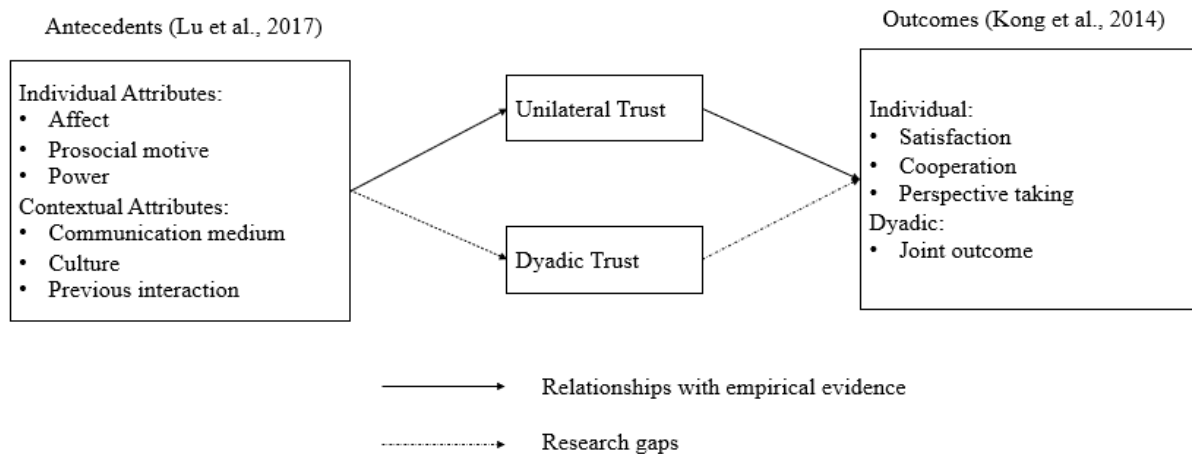 Antecedents (Lu et al., 2017)
Individual Attributes:
• Affect
• Prosocial motive
• Power
Contextual Attributes:
• Communication medium
• Culture
• Previous interaction
Unilateral Trust
Dyadic Trust
Outcomes (Kong et al., 2014)
Individual:
• Satisfaction
• Cooperation
• Perspective taking
Dyadic:
• Joint outcome
Relationships with empirical evidence
Research gaps